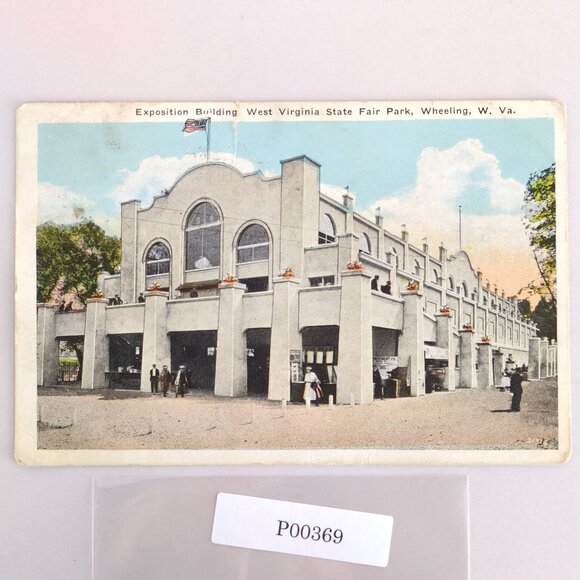 Exposition Building West Virginia State Fair Park, Wheeling, W. Va.
P00369